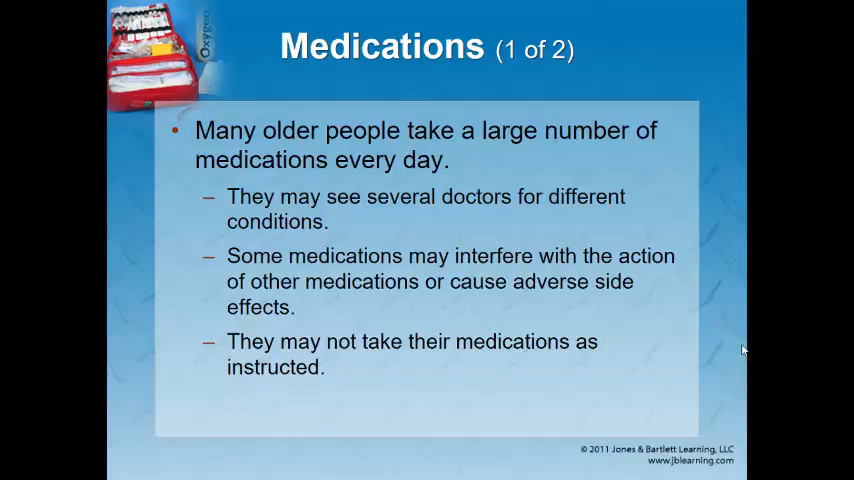 Oxygen
Medications (1 of 2)
• Many older people take a large number of
medications every day.
– They may see several doctors for different
conditions.
– Some medications may interfere with the action
of other medications or cause adverse side
effects.
– They may not take their medications as
instructed.
© 2011 Jones & Bartlett Learning, LLC
www.jblearning.com